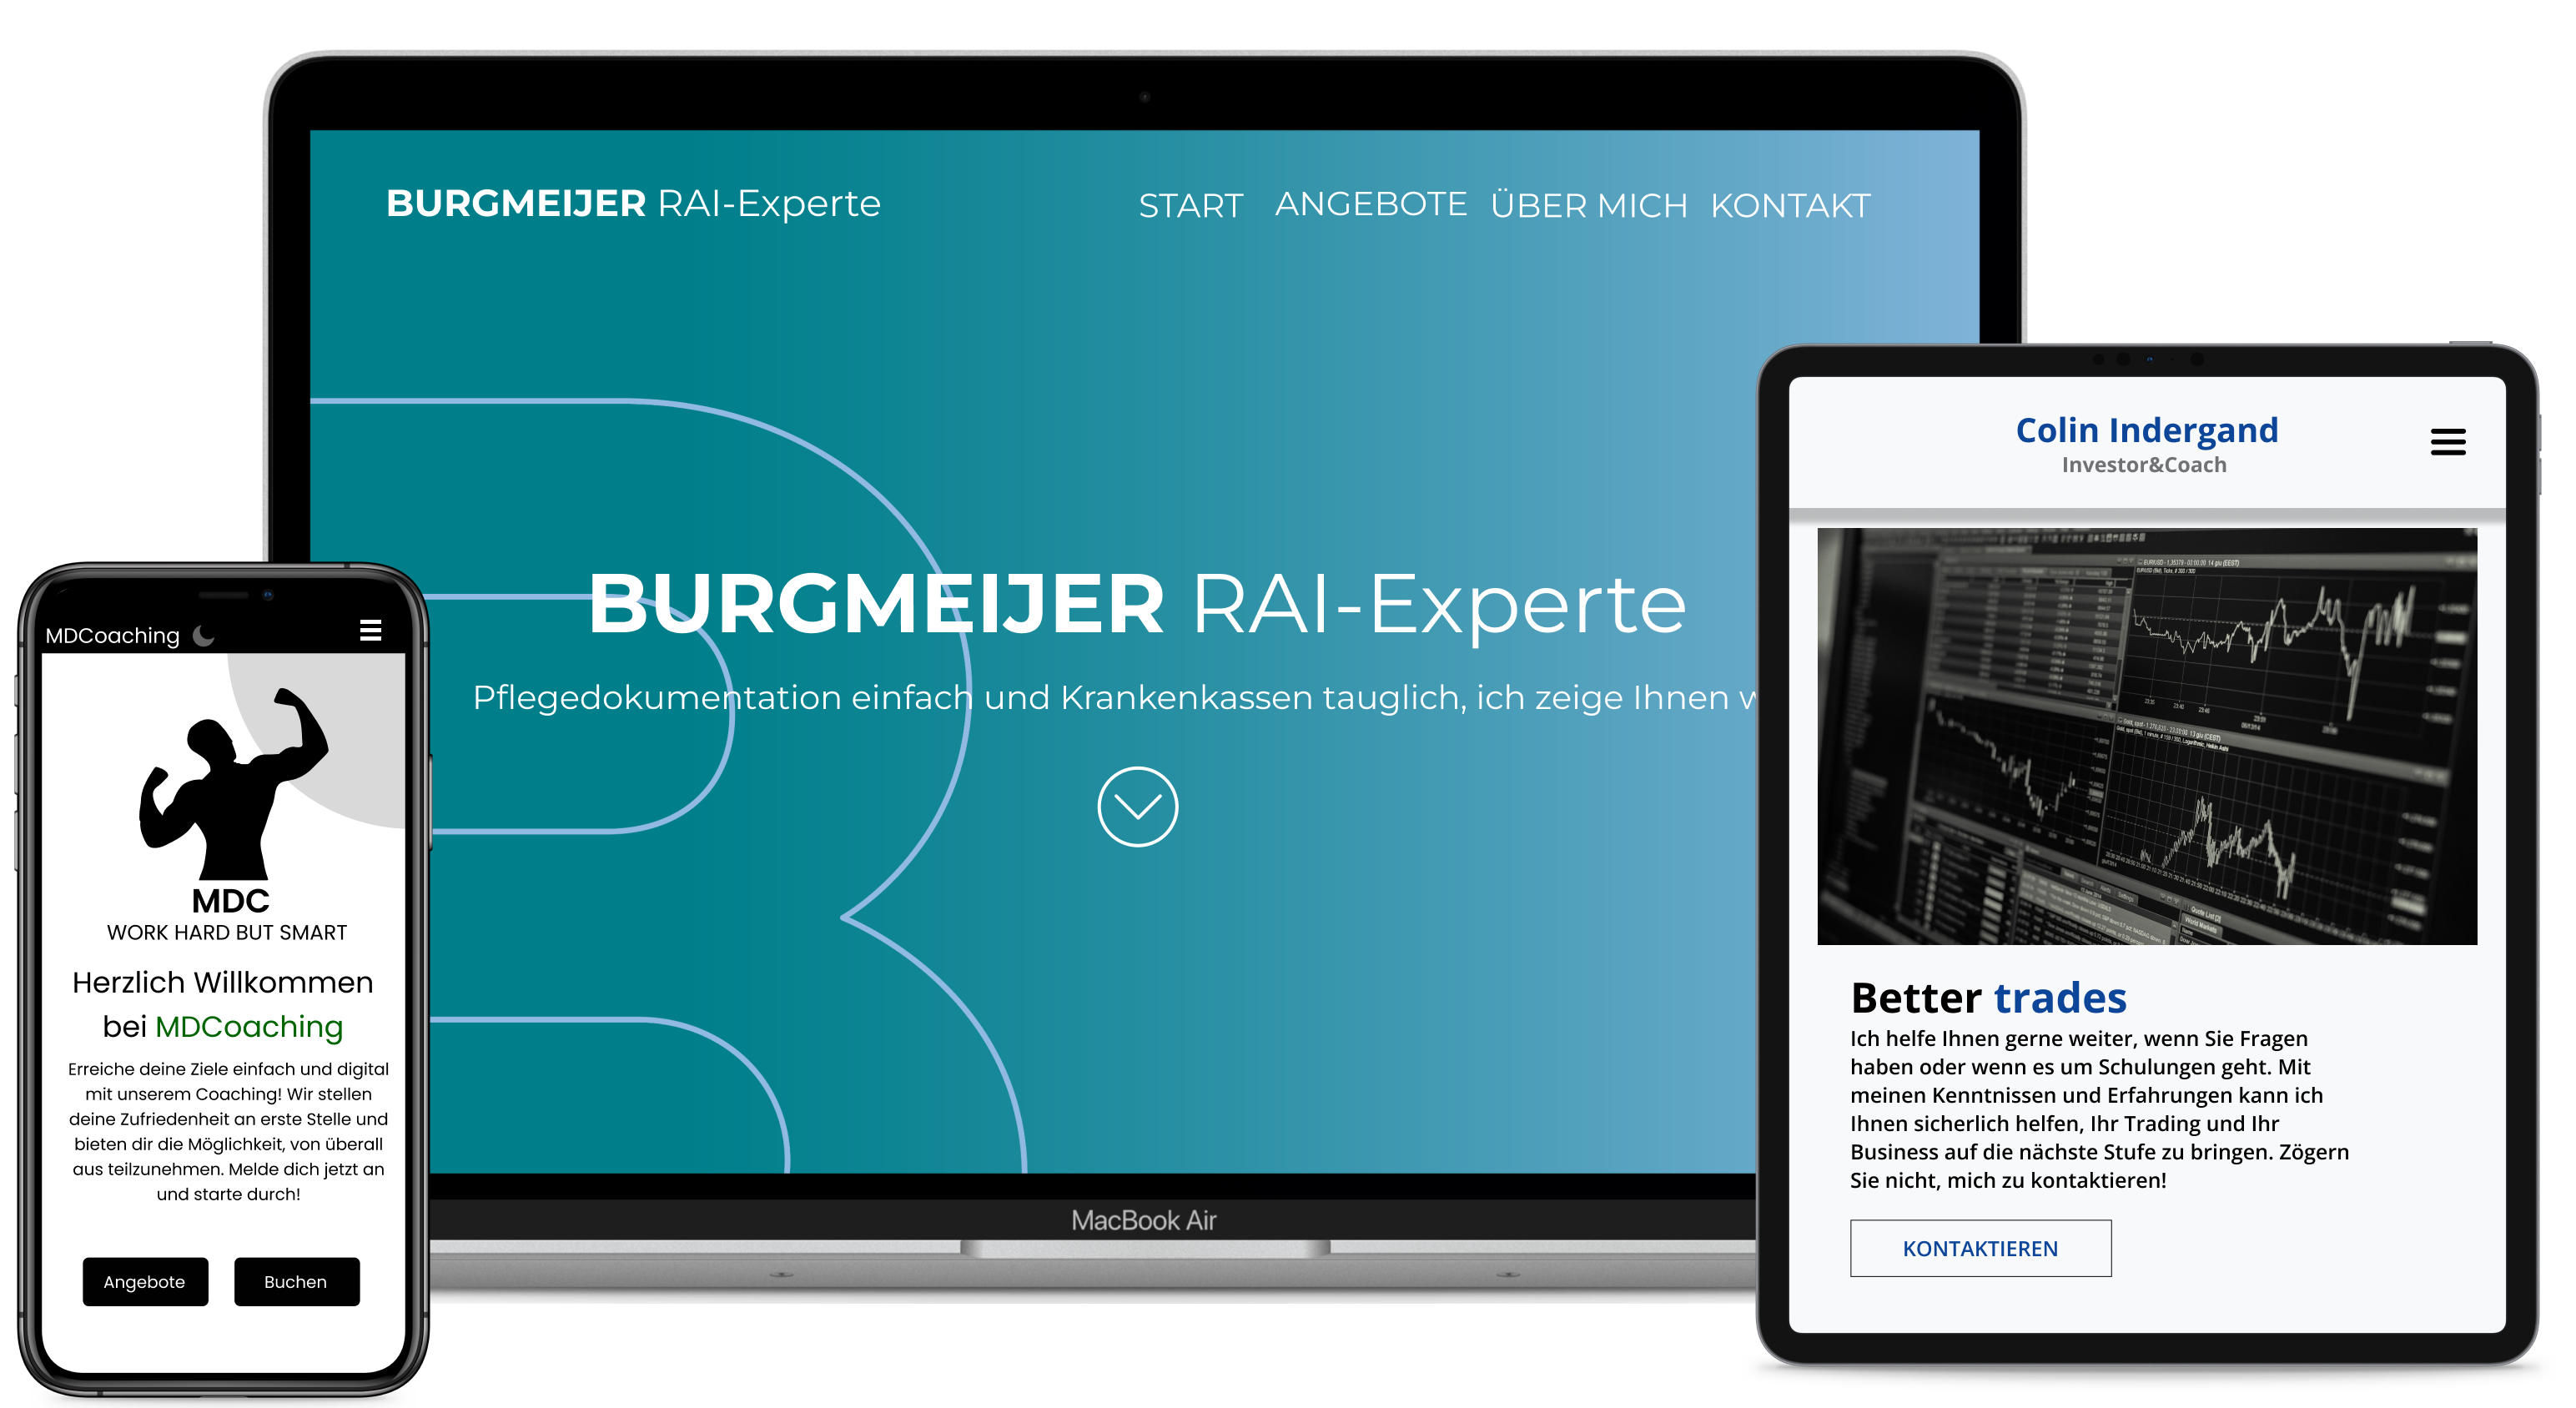 BURGMEIJER RAI-Experte
START ANGEBOTE ÜBER MICH KONTAKT
BURGMEIJER RAI-Experte
Pflegedokumentation einfach und Krankenkassen tauglich, ich zeige Ihnen
MacBook Air
MDCoaching
MDC
WORK HARD BUT SMART
Herzlich Willkommen
bei MDCoaching
Erreiche deine Ziele einfach und digital
mit unserem Coaching! Wir stellen
deine Zufriedenheit an erste Stelle und
bieten dir die Möglichkeit, von überall
aus teilzunehmen. Melde dich jetzt an
und starte durch!
Angebote
Buchen
Colin Indergand
Investor&Coach
Better trades
Ich helfe Ihnen gerne weiter, wenn Sie Fragen
haben oder wenn es um Schulungen geht. Mit
meinen Kenntnissen und Erfahrungen kann ich
Ihnen sicherlich helfen, Ihr Trading und Ihr
Business auf die nächste Stufe zu bringen. Zögern
Sie nicht, mich zu kontaktieren!
KONTAKTIEREN